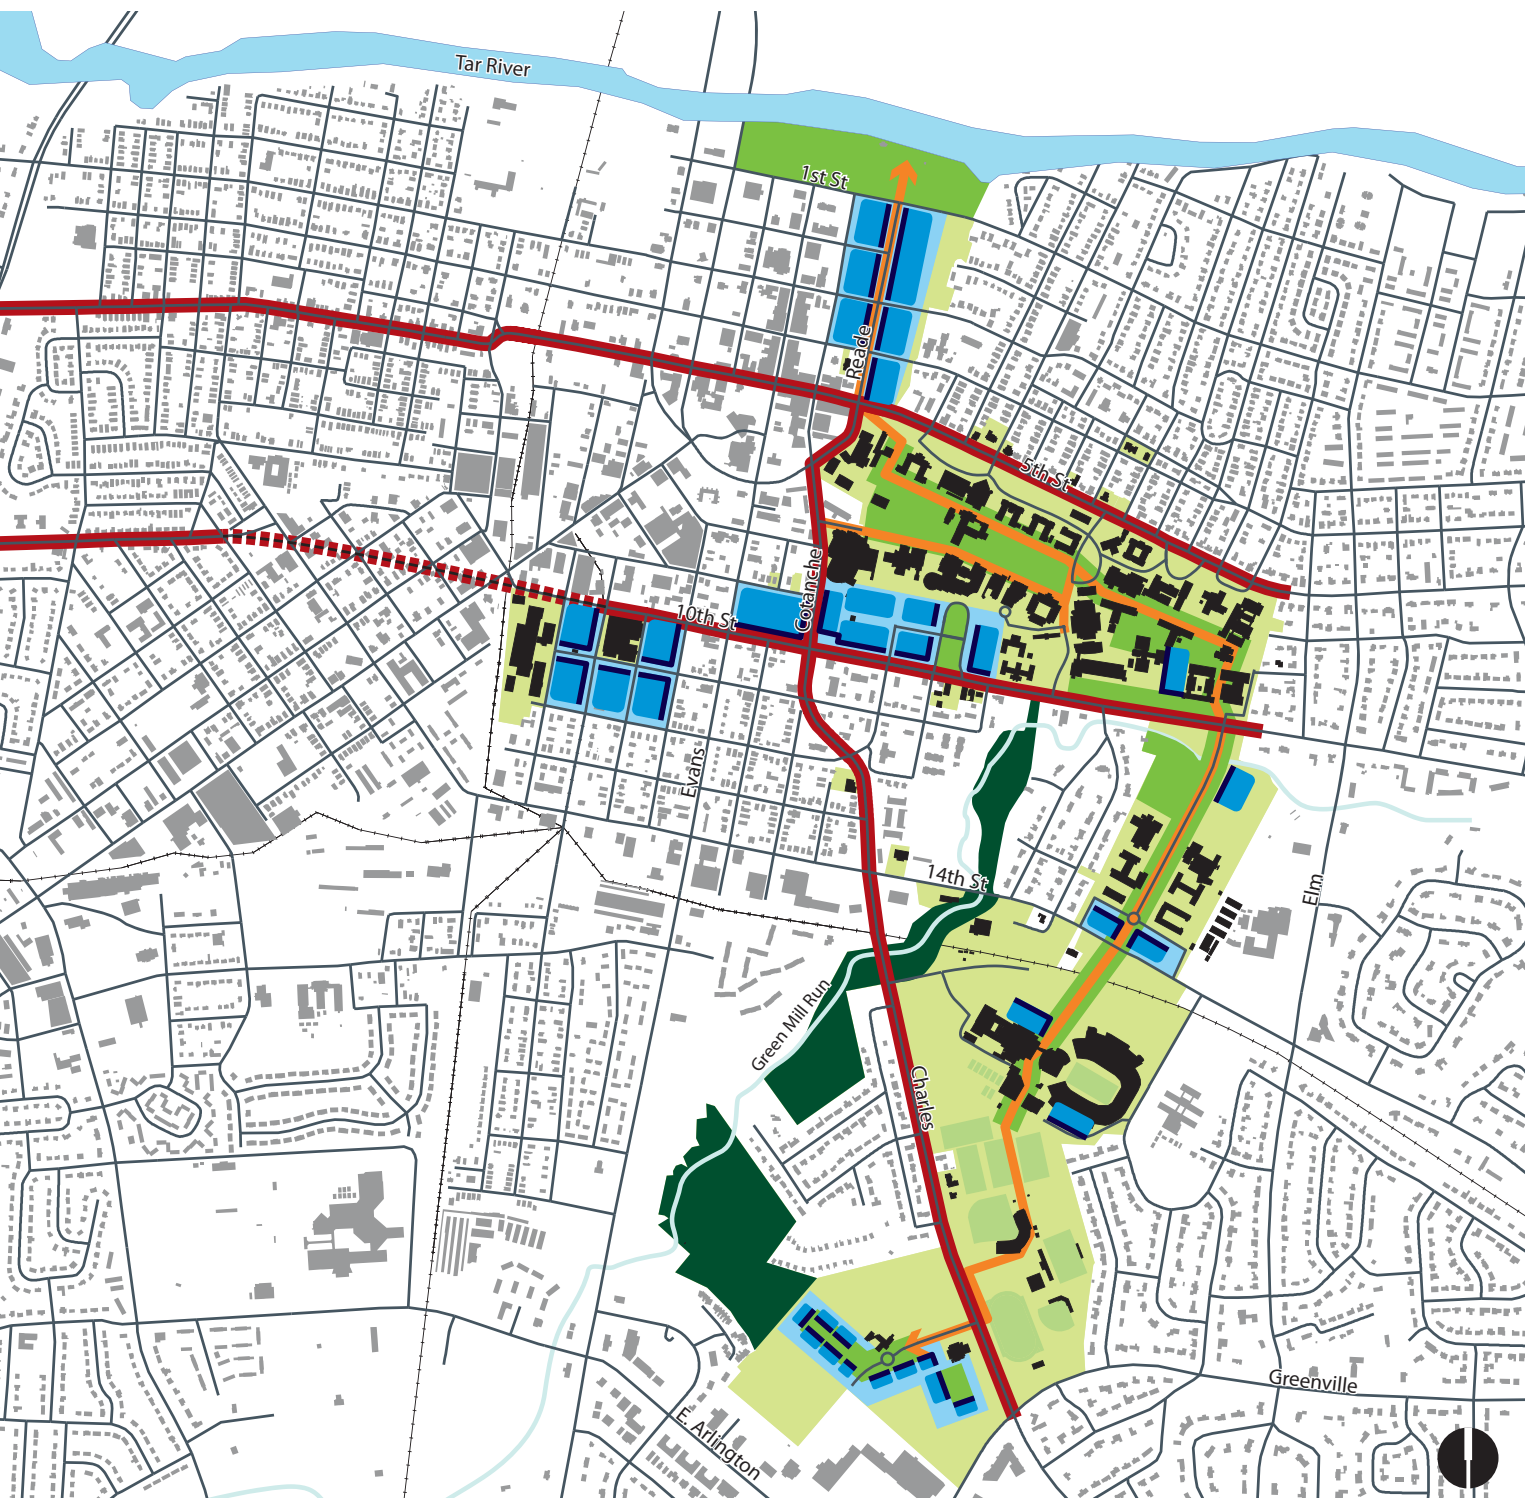 Tar River
1st St
Reade
5th St
Cotanche
10th St
Evans
14th St
Elm
Green Mill Run
Charles
Greenville
E. Arlington